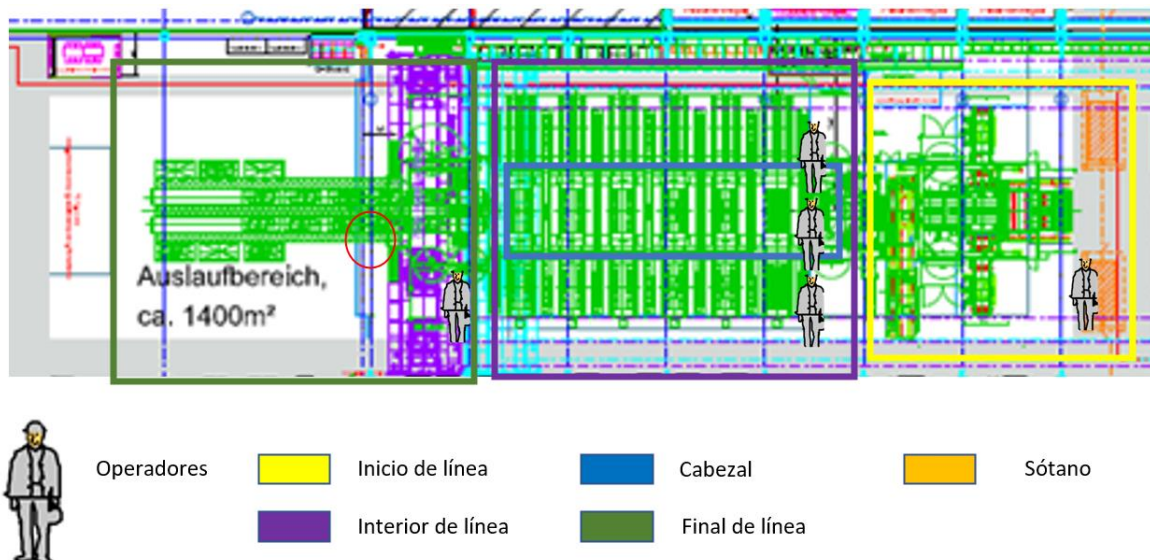 Auslaufbereich,
ca. 1400m²
Operadores
Inicio de línea
Cabezal
Sótano
Interior de línea
Final de línea